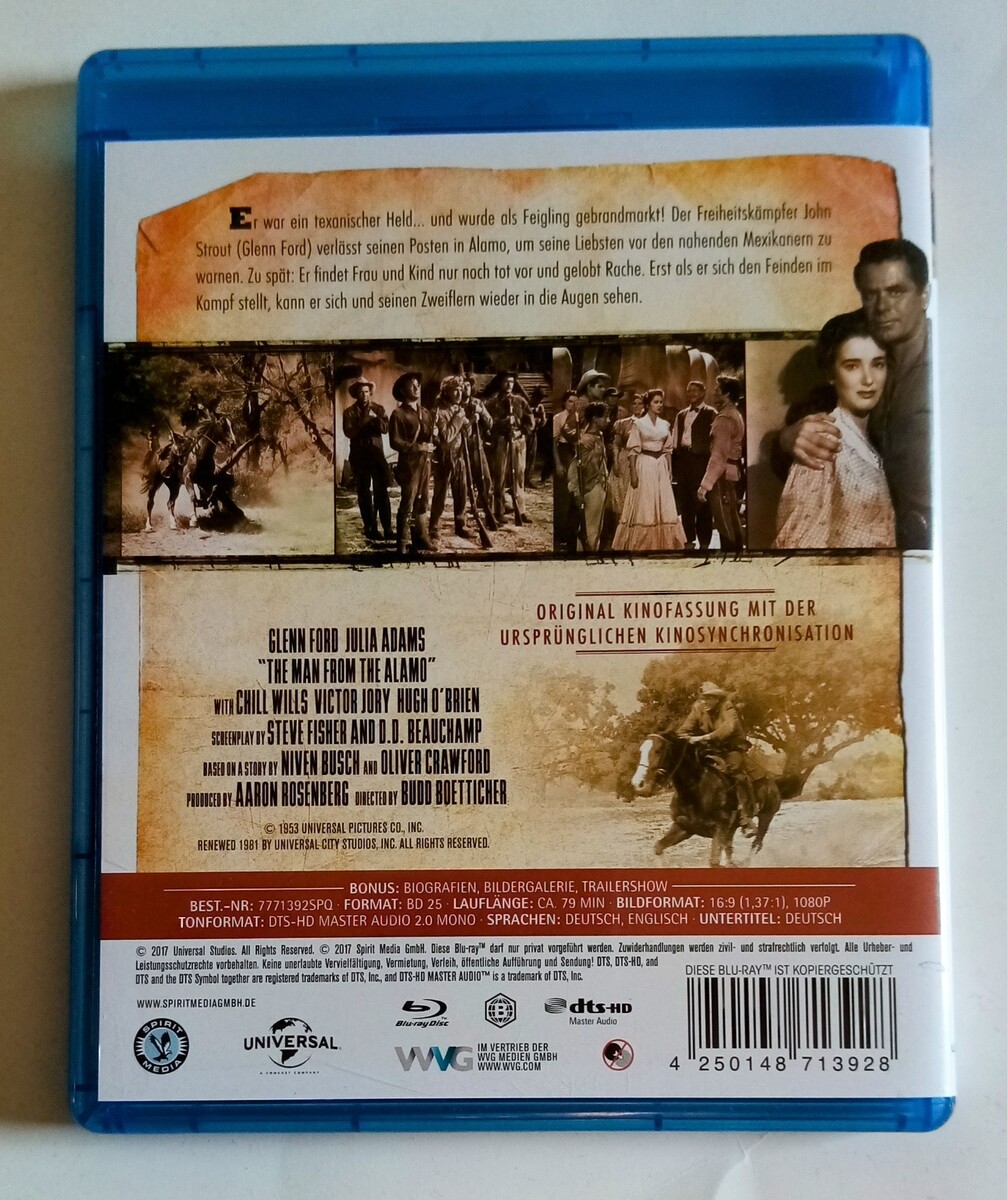 Er war ein texanischer Held... und wurde als Feigling gebrandmarkt! Der Freiheitskämpfer John
Strout (Glenn Ford) verlässt seinen Posten in Alamo, um seine Liebsten vor den nahenden Mexikanern zu
warnen. Zu spät: Er findet Frau und Kind nur noch tot vor und gelobt Rache. Erst als er sich den Feinden im
Kampf stellt, kann er sich und seinen Zweiflern wieder in die Augen sehen.
ORIGINAL KINOFASSUNG MIT DER
URSPRÜNGLICHEN KINOSYNCHRONISATION
GLENN FORD JULIA ADAMS
"THE MAN FROM THE ALAMO"
WITH CHILL WILLS VICTOR JORY HUGH O'BRIEN
SCREENPLAY BY STEVE FISHER AND D.D. BEAUCHAMP
BASED ON A STORY BY NIVEN BUSCH AND OLIVER CRAWFORD
PRODUCED BY AARON ROSENBERG DIRECTED BY BUDD BOETTICHER
© 1953 UNIVERSAL PICTURES CO., INC.
RENEWED 1981 BY UNIVERSAL CITY STUDIOS, INC. ALL RIGHTS RESERVED.
BONUS: BIOGRAFIEN, BILDERGALERIE, TRAILERSHOW
BEST.-NR: 7771392SPQ · FORMAT: BD 25 · LAUFLÄNGE: CA. 79 MIN · BILDFORMAT: 16:9 (1,37:1), 1080P
TONFORMAT: DTS-HD MASTER AUDIO 2.0 MONO · SPRACHEN: DEUTSCH, ENGLISCH · UNTERTITEL: DEUTSCH
© 2017 Universal Studios. All Rights Reserved. © 2017 Spirit Media GmbH. Diese Blu-ray™ darf nur privat vorgeführt werden. Zuwiderhandlungen werden zivil- und strafrechtlich verfolgt. Alle Urheber- und
Leistungsschutzrechte vorbehalten. Keine unerlaubte Vervielfältigung, Vermietung, Verleih, öffentliche Aufführung und Sendung! DTS, DTS-HD, and
DTS and the DTS Symbol together are registered trademarks of DTS, Inc., and DTS-HD MASTER AUDIO™ is a trademark of DTS, Inc.
DIESE BLU-RAY™ IST KOPIERGESCHÜTZT
WWW.SPIRITMEDIAGMBH.DE
SPIRIT
MEDIA
UNIVERSAL
A COMCAST COMPANY
Blu-ray Disc™
B
dts-HD
Master Audio
WVG
IM VERTRIEB DER
WVG MEDIEN GMBH
WWW.WVG.COM
4 250148 713928